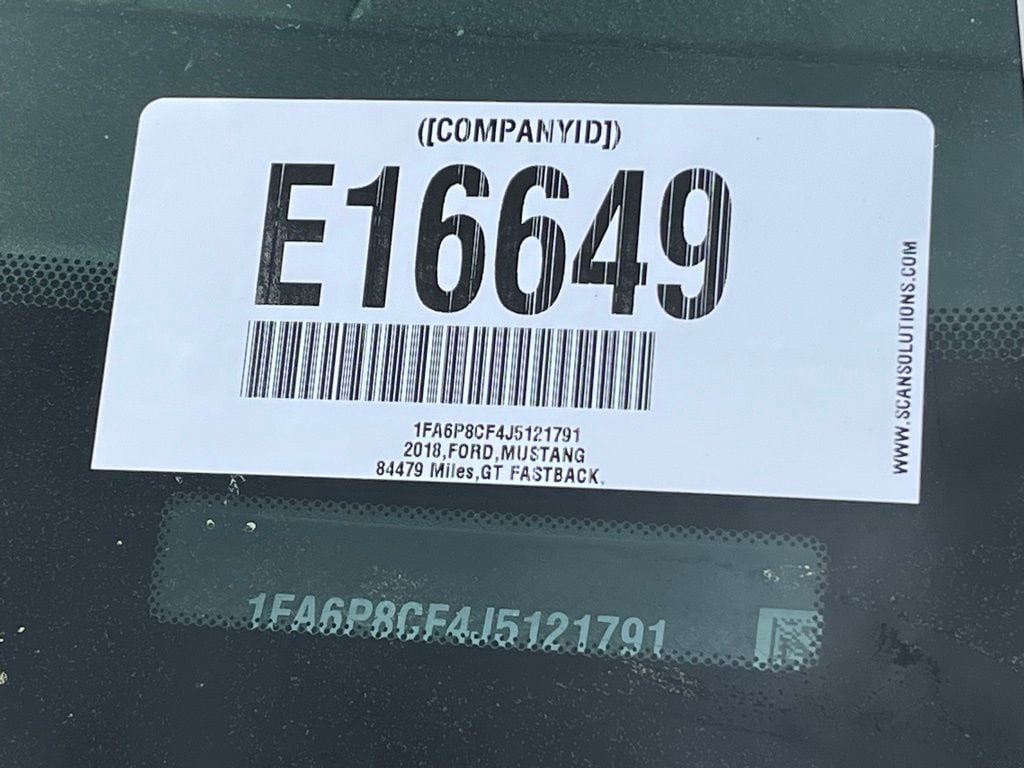 ([COMPANYID])
E16649
1FA6P8CF4J5121791
2018,FORD,MUSTANG
84479 Miles,GT FASTBACK,
WWW.SCANSOLUTIONS.COM
1FA6P8CF4J5121791